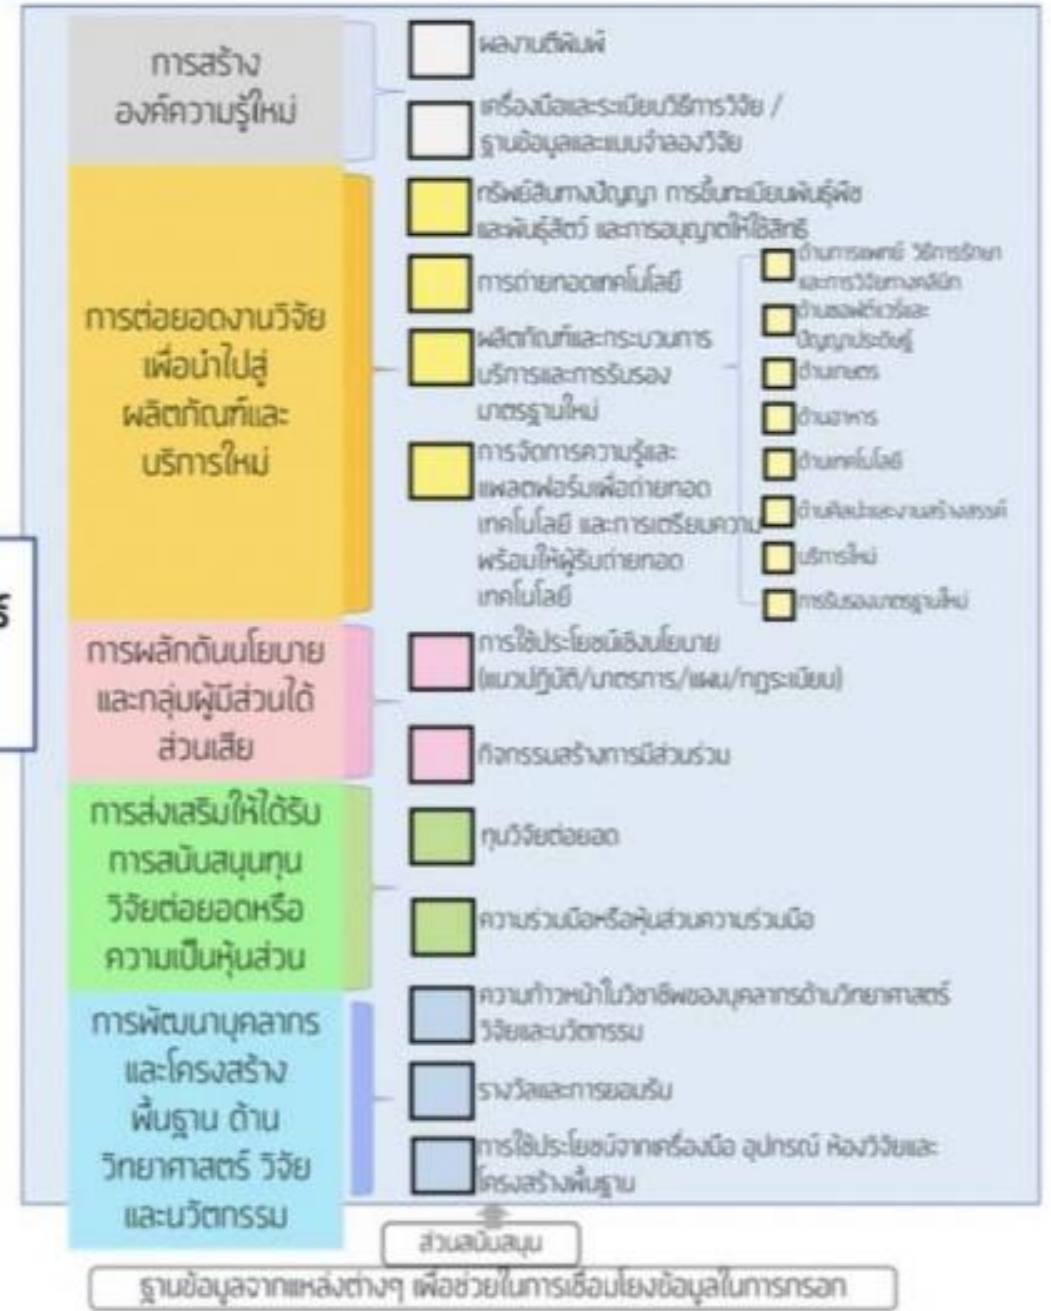 การสร้าง
องค์ความรู้ใหม่
ผลงานตีพิมพ์
เครื่องมือและระเบียบวิธีการวิจัย /
ฐานข้อมูลและแบบจำลองวิจัย
การต่อยอดงานวิจัย
เพื่อนำไปสู่
ผลิตภัณฑ์และ
บริการใหม่
ทรัพย์สินทางปัญญา การขึ้นทะเบียนพันธุ์พืช
และพันธุ์สัตว์ และการอนุญาตให้ใช้สิทธิ
การถ่ายทอดเทคโนโลยี
ผลิตภัณฑ์และกระบวนการ
บริการและการรับรอง
มาตรฐานใหม่
การจัดการความรู้และ
แพลตฟอร์มเพื่อถ่ายทอด
เทคโนโลยี และการเตรียมความ
พร้อมให้ผู้รับถ่ายทอด
เทคโนโลยี
ด้านการแพทย์ วิธีการรักษา
และการวิจัยทางคลินิก
ด้านซอฟต์แวร์และ
ปัญญาประดิษฐ์
ด้านเกษตร
ด้านอาหาร
ด้านเทคโนโลยี
ด้านศิลปะและงานสร้างสรรค์
บริการใหม่
การรับรองมาตรฐานใหม่
การผลักดันนโยบาย
และกลุ่มผู้มีส่วนได้
ส่วนเสีย
การใช้ประโยชน์เชิงนโยบาย
(แนวปฏิบัติ/มาตรการ/แผน/กฎระเบียบ)
กิจกรรมสร้างการมีส่วนร่วม
การส่งเสริมให้ได้รับ
การสนับสนุนทุน
วิจัยต่อยอดหรือ
ความเป็นหุ้นส่วน
ทุนวิจัยต่อยอด
ความร่วมมือหรือหุ้นส่วนความร่วมมือ
การพัฒนาบุคลากร
และโครงสร้าง
พื้นฐาน ด้าน
วิทยาศาสตร์ วิจัย
และนวัตกรรม
ความก้าวหน้าในวิชาชีพของบุคลากรด้านวิทยาศาสตร์
วิจัยและนวัตกรรม
รางวัลและการยอมรับ
การใช้ประโยชน์จากเครื่องมือ อุปกรณ์ ห้องวิจัยและ
โครงสร้างพื้นฐาน
ส่วนสนับสนุน
ฐานข้อมูลจากแหล่งต่างๆ เพื่อช่วยในการเชื่อมโยงข้อมูลในการกรอก